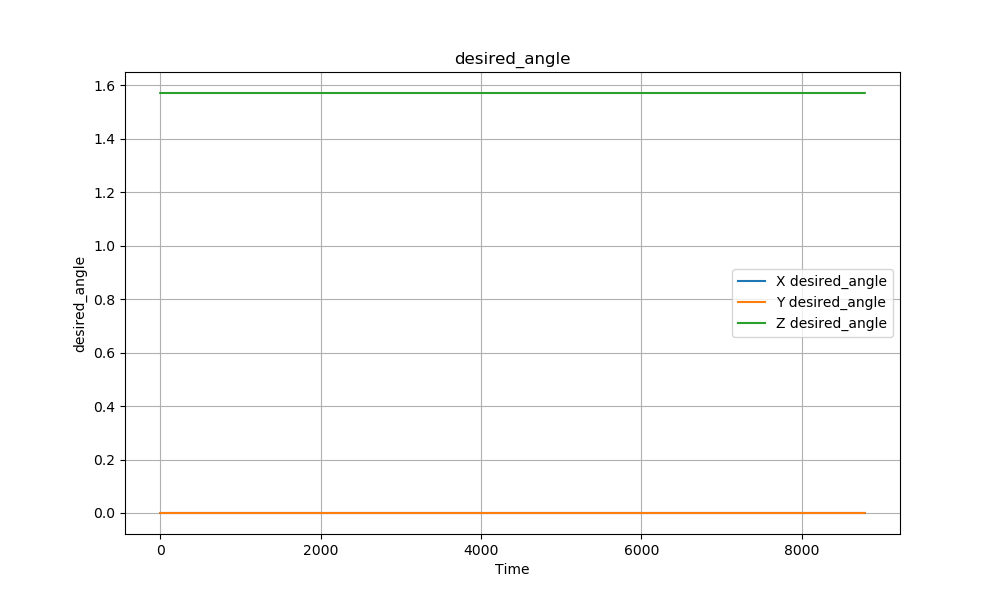 desired_angle
1.6
1.4
1.2
1.0
0.8
0.6
0.4
0.2
0.0
desired_angle
X desired_angle
Y desired_angle
Z desired_angle
0 2000 4000 6000 8000
Time